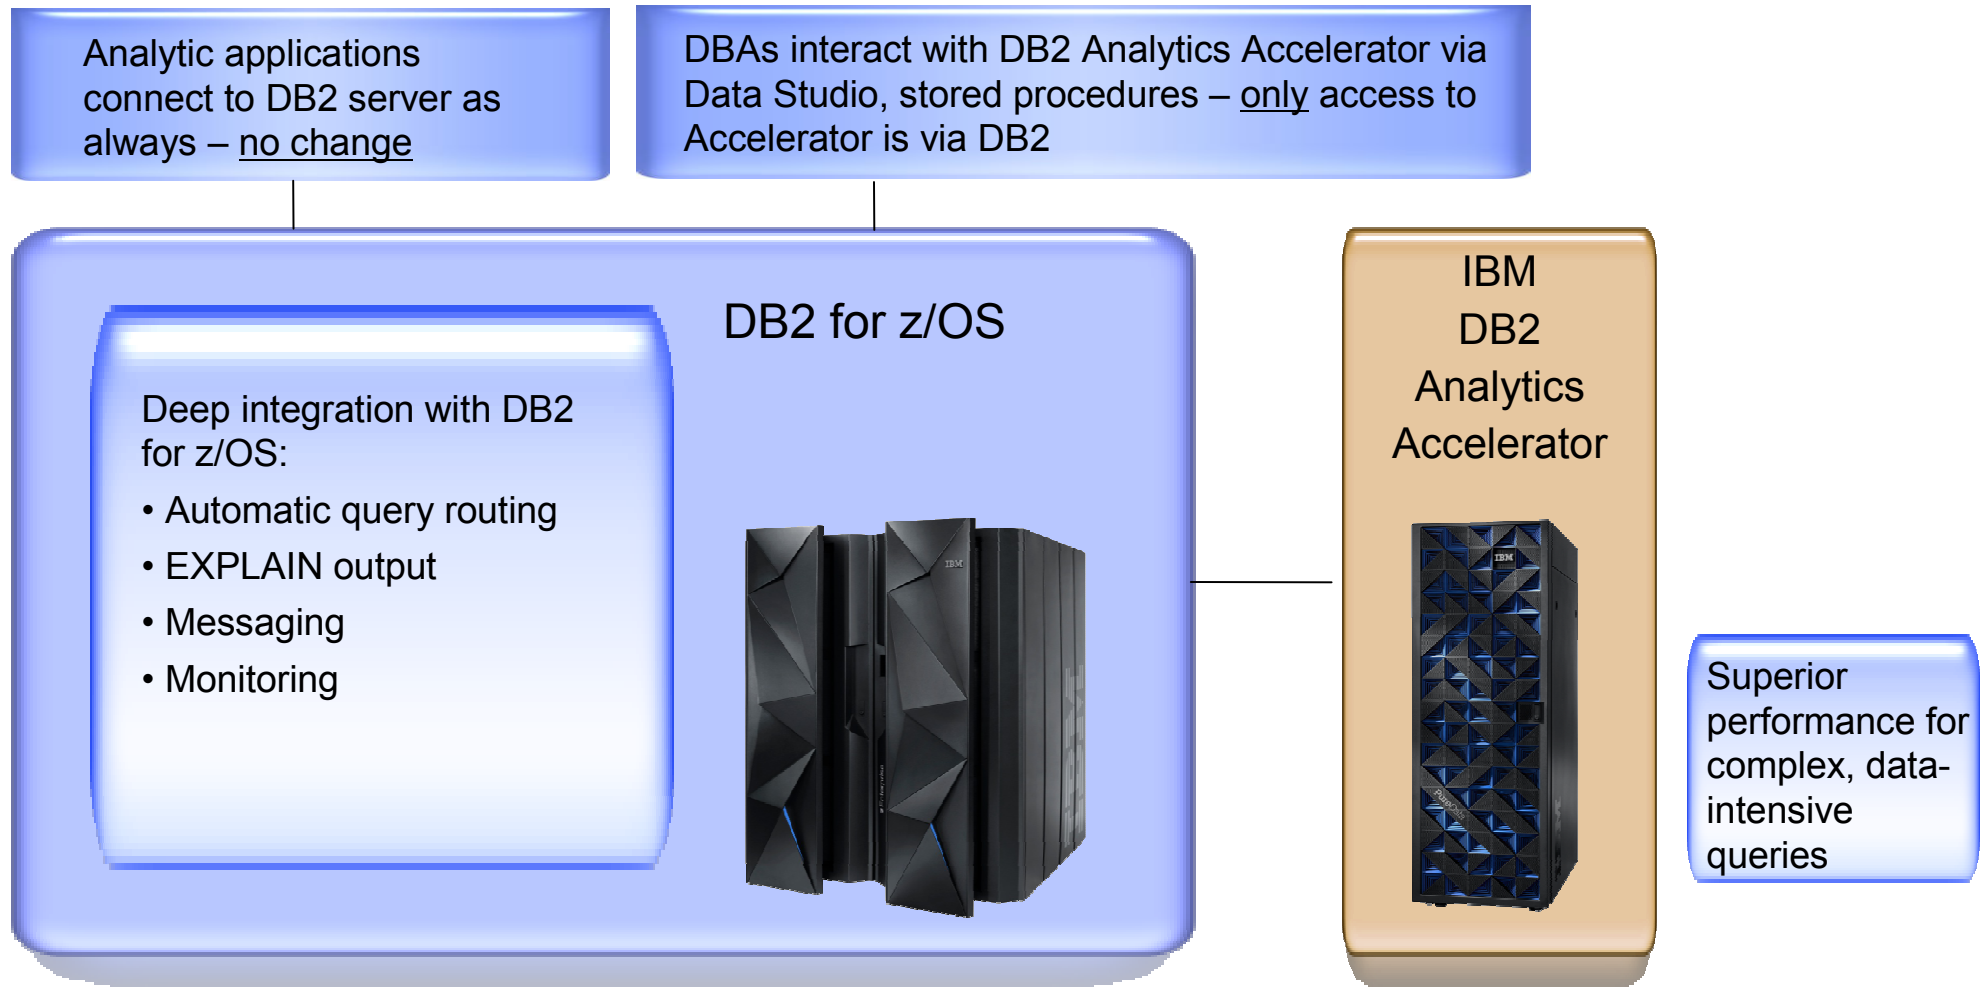 Analytic applications
connect to DB2 server as
always – no change
DBAs interact with DB2 Analytics Accelerator via
Data Studio, stored procedures – only access to
Accelerator is via DB2
DB2 for z/OS
Deep integration with DB2
for z/OS:
• Automatic query routing
• EXPLAIN output
• Messaging
• Monitoring
IBM
IBM
IBM
DB2
Analytics
Accelerator
IBM
PureData
Superior
performance for
complex, data-
intensive
queries